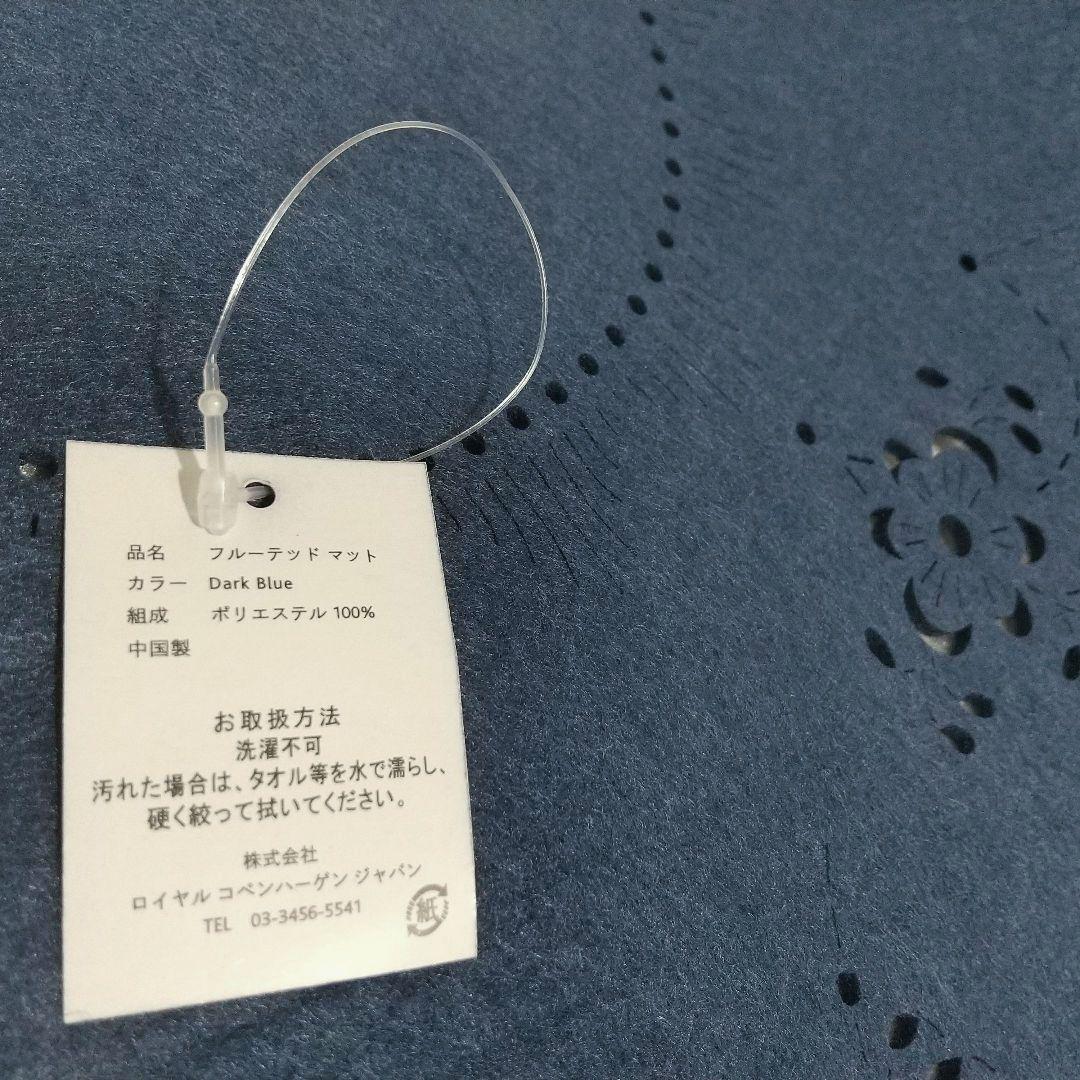 品名 フルーテッド マット
カラー Dark Blue
組成 ポリエステル 100%
中国製
お取扱方法
洗濯不可
汚れた場合は、タオル等を水で濡らし、
硬く絞って拭いてください。
株式会社
ロイヤル コペンハーゲン ジャパン
TEL 03-3456-5541
紙